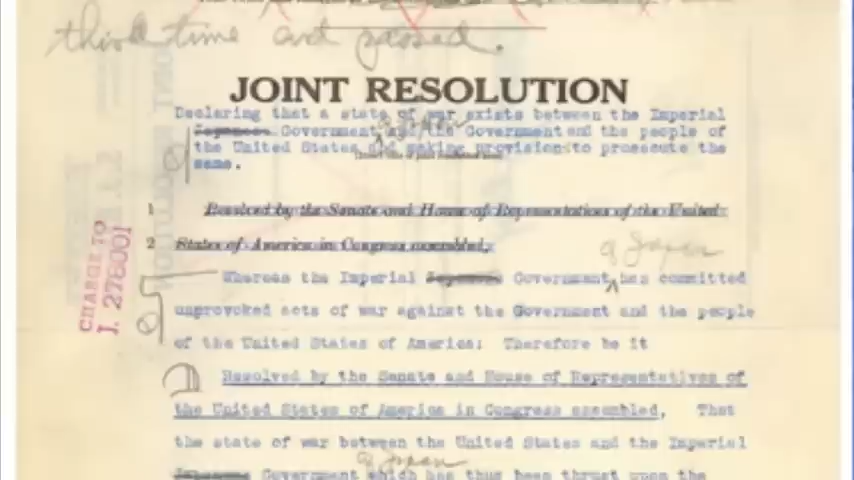 third time and passed.
JOINT RESOLUTION
Declaring that a state of war exists between the Imperial
of Japan
Japanese Government and the Government and the people of
the United States and making provision to prosecute the
same.
1 Resolved by the Senate and House of Representatives of the United
2 States of America in Congress assembled,
of Japan
Whereas the Imperial Japanese Government has committed
unprovoked acts of war against the Government and the people
of the United States of America: Therefore be it
Resolved by the Senate and House of Representatives of
the United States of America in Congress assembled, That
the state of war between the United States and the Imperial
of Japan
Japanese Government which has thus been thrust upon the
CHARGE TO
J. 278001